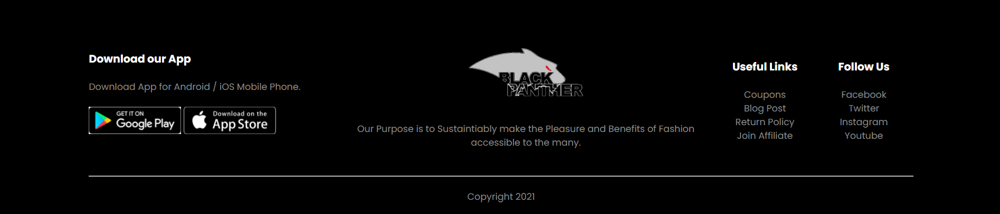 Download our App
Download App for Android / iOS Mobile Phone.
GET IT ON
Google Play
Download on the
App Store
BLACK
PANTHER
Our Purpose is to Sustaintiably make the Pleasure and Benefits of Fashion
accessible to the many.
Useful Links
Coupons
Blog Post
Return Policy
Join Affiliate
Follow Us
Facebook
Twitter
Instagram
Youtube
Copyright 2021